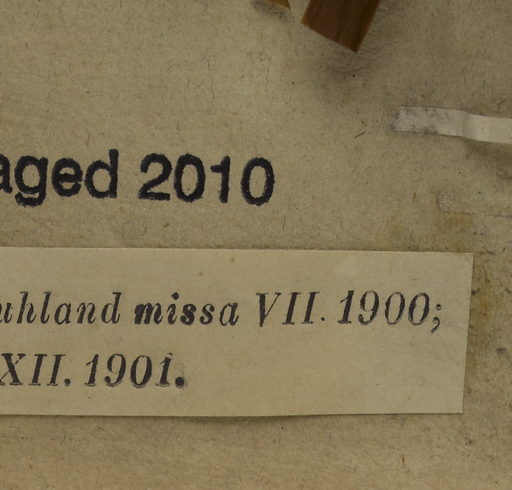 aged 2010
uhland missa VII. 1900;
XII. 1901.